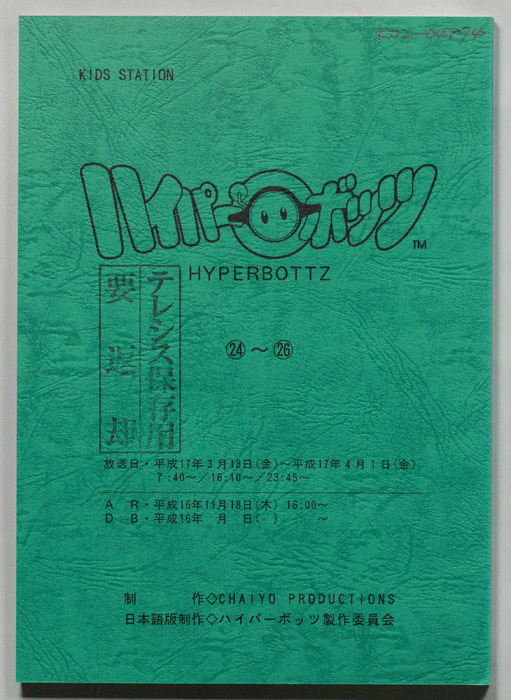 KIDS STATION
ハイパーボッツ™
HYPERBOTTZ
テレシス保存用
要返却
㉔～㉖
放送日・平成17年3月18日(金)～平成17年4月1日(金)
7:40～／16:10～／23:45～
A R・平成16年11月18日(木) 16:00～
D B・平成16年 月 日( ) : ～
制 作◇CHAIYO PRODUCTIONS
日本語版制作◇ハイパーボッツ製作委員会